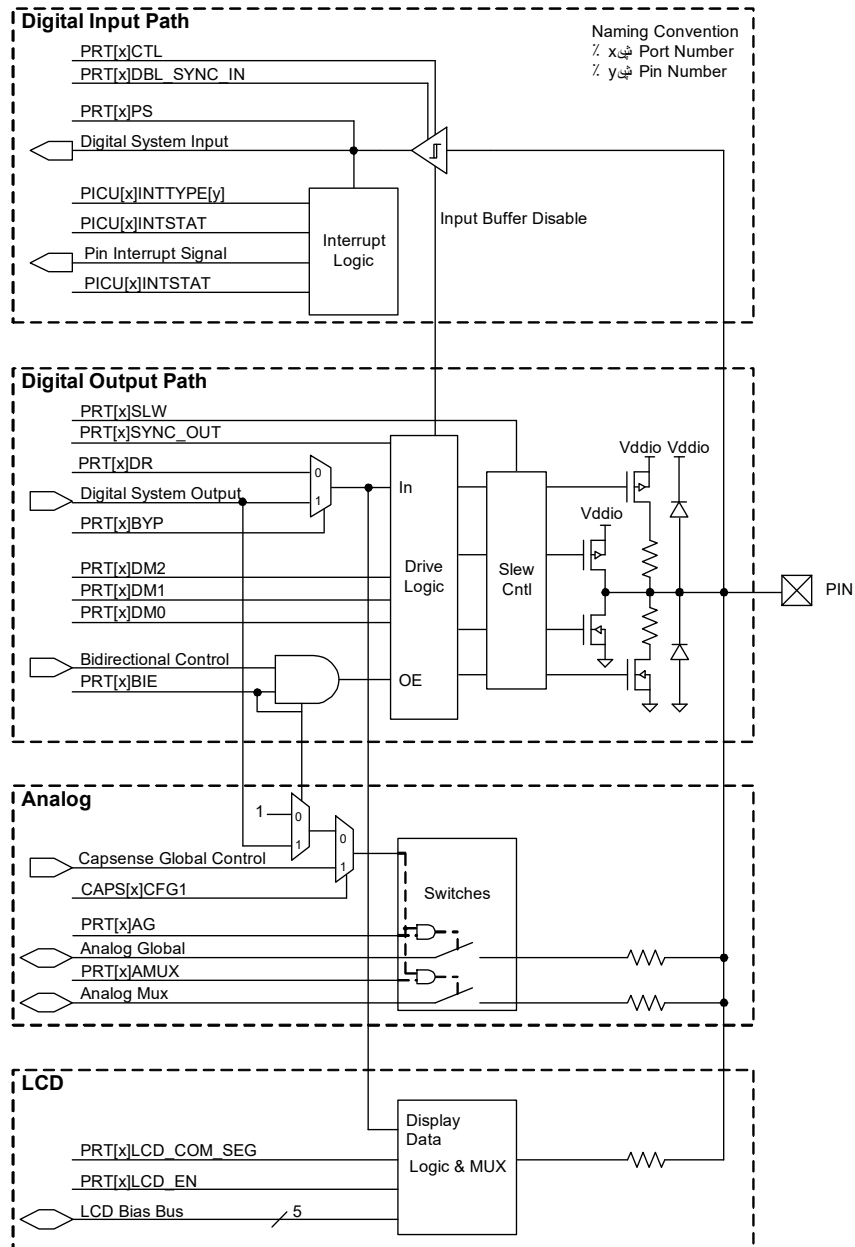 Digital Input Path
Naming Convention
x Port Number
y Pin Number
PRT[x]CTL
PRT[x]DBL_SYNC_IN
PRT[x]PS
Digital System Input
PICU[x]INTTYPE[y]
PICU[x]INTSTAT
Pin Interrupt Signal
PICU[x]INTSTAT
Interrupt
Logic
Input Buffer Disable
Digital Output Path
PRT[x]SLW
PRT[x]SYNC_OUT
PRT[x]DR
Digital System Output
PRT[x]BYP
0
1
In
Drive
Logic
OE
Slew
Cntl
Vddio Vddio
Vddio
PIN
PRT[x]DM2
PRT[x]DM1
PRT[x]DM0
Bidirectional Control
PRT[x]BIE
Analog
1
0
1
0
1
Capsense Global Control
CAPS[x]CFG1
Switches
PRT[x]AG
Analog Global
PRT[x]AMUX
Analog Mux
LCD
Display
Data
Logic & MUX
PRT[x]LCD_COM_SEG
PRT[x]LCD_EN
LCD Bias Bus
5